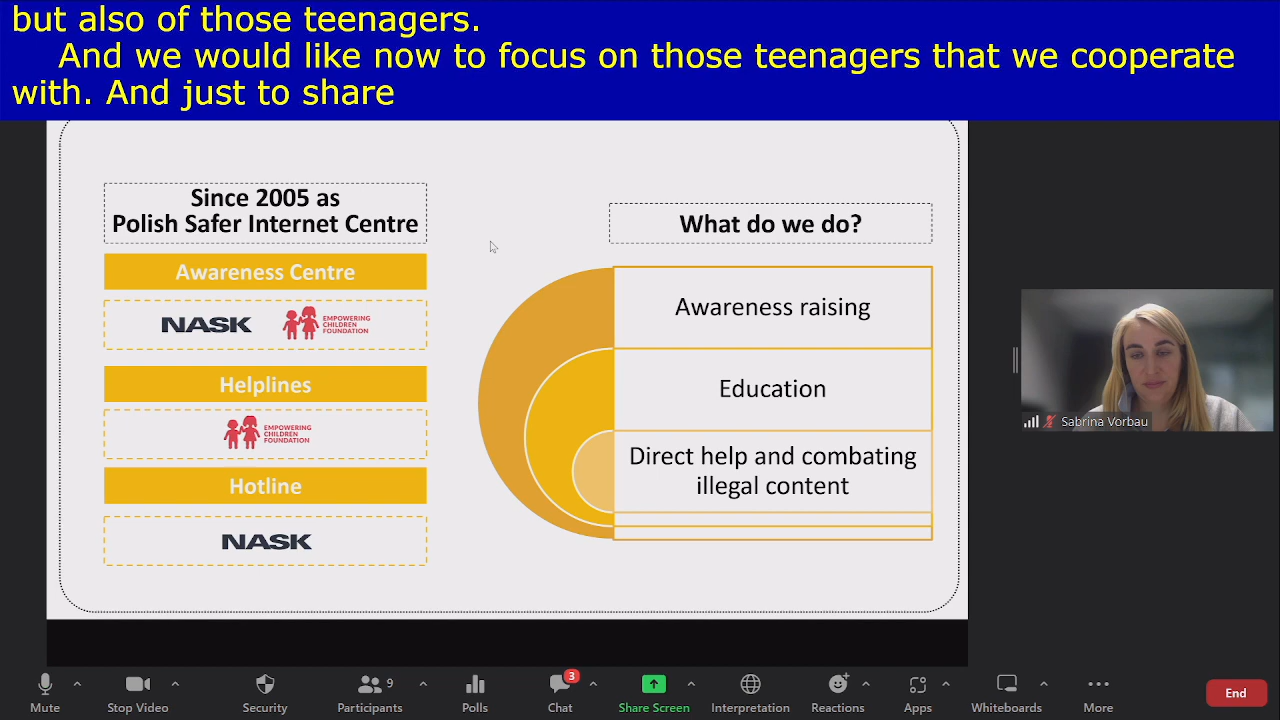 but also of those teenagers.
And we would like now to focus on those teenagers that we cooperate
with. And just to share
Since 2005 as
Polish Safer Internet Centre
Awareness Centre
NASK
EMPOWERING
CHILDREN
FOUNDATION
Helplines
EMPOWERING
CHILDREN
FOUNDATION
Hotline
NASK
What do we do?
Awareness raising
Education
Direct help and combating
illegal content
Sabrina Vorbau
Mute
Stop Video
Security
9
Participants
Polls
3
Chat
Share Screen
Interpretation
Reactions
Apps
Whiteboards
More
End